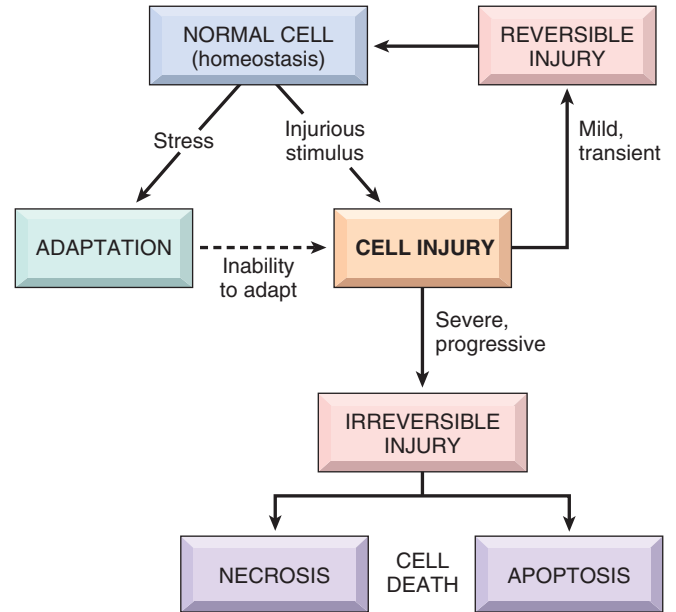 NORMAL CELL
(homeostasis)
REVERSIBLE
INJURY
Stress
Injurious
stimulus
Mild,
transient
ADAPTATION
CELL INJURY
Inability
to adapt
Severe,
progressive
IRREVERSIBLE
INJURY
NECROSIS
CELL
DEATH
APOPTOSIS